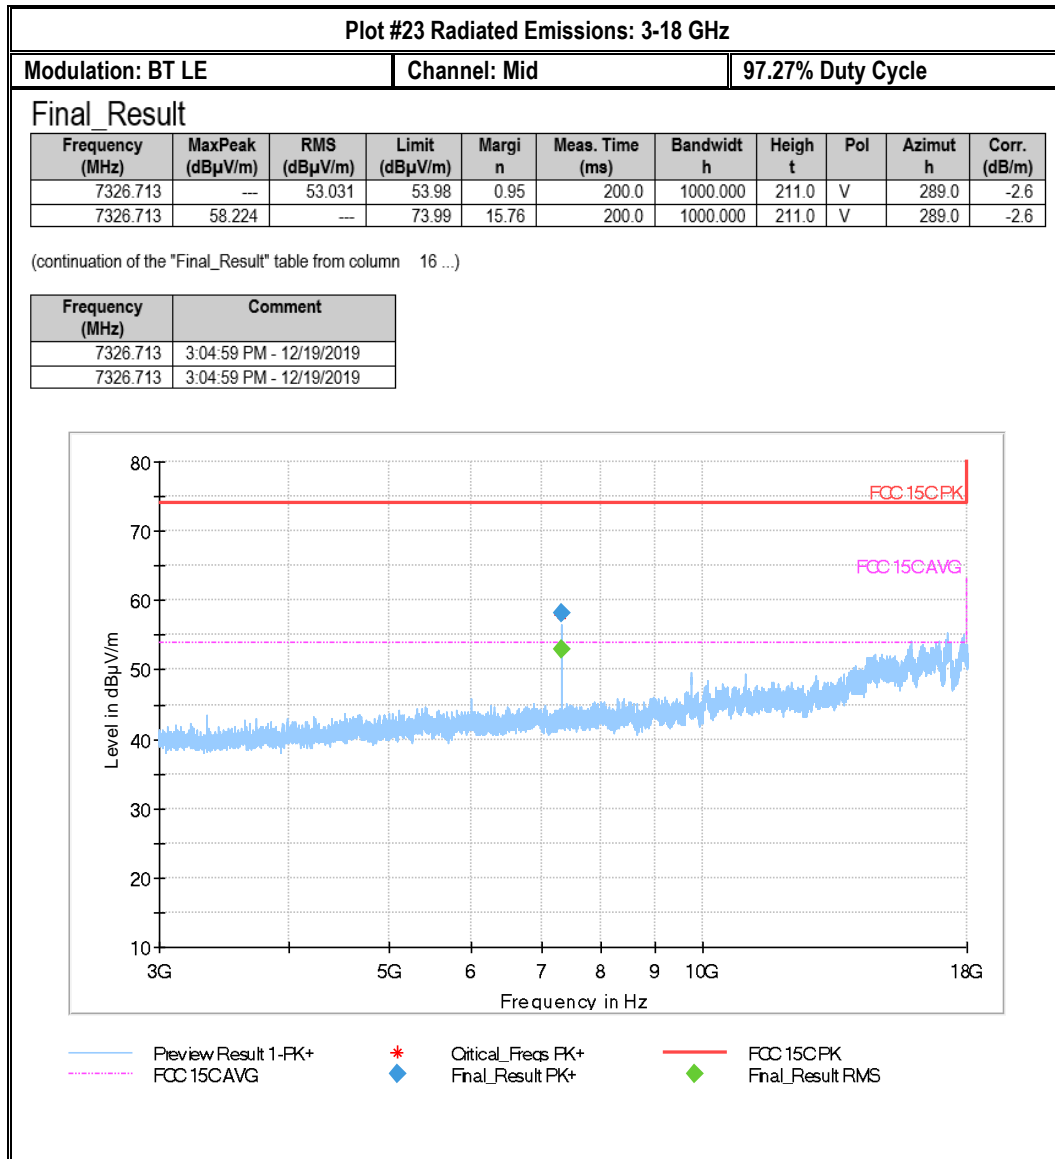 Plot #23 Radiated Emissions: 3-18 GHz
Modulation: BT LE Channel: Mid 97.27% Duty Cycle
Final_Result
Frequency (MHz) MaxPeak (dBµV/m) RMS (dBµV/m) Limit (dBµV/m) Margi n Meas. Time (ms) Bandwidt h Heigh t Pol Azimut h Corr. (dB/m)
7326.713 --- 53.031 53.98 0.95 200.0 1000.000 211.0 V 289.0 -2.6
7326.713 58.224 --- 73.99 15.76 200.0 1000.000 211.0 V 289.0 -2.6
(continuation of the "Final_Result" table from column 16 ...)
Frequency (MHz) Comment
7326.713 3:04:59 PM - 12/19/2019
7326.713 3:04:59 PM - 12/19/2019
80
FCC 15C PK
70
FCC 15C AVG
60
50
40
30
20
10
Level in dBµV/m
3G 5G 6 7 8 9 10G 18G
Frequency in Hz
Preview Result 1-PK+ Critical_Freqs PK+ FCC 15C PK
FCC 15C AVG Final_Result PK+ Final_Result RMS